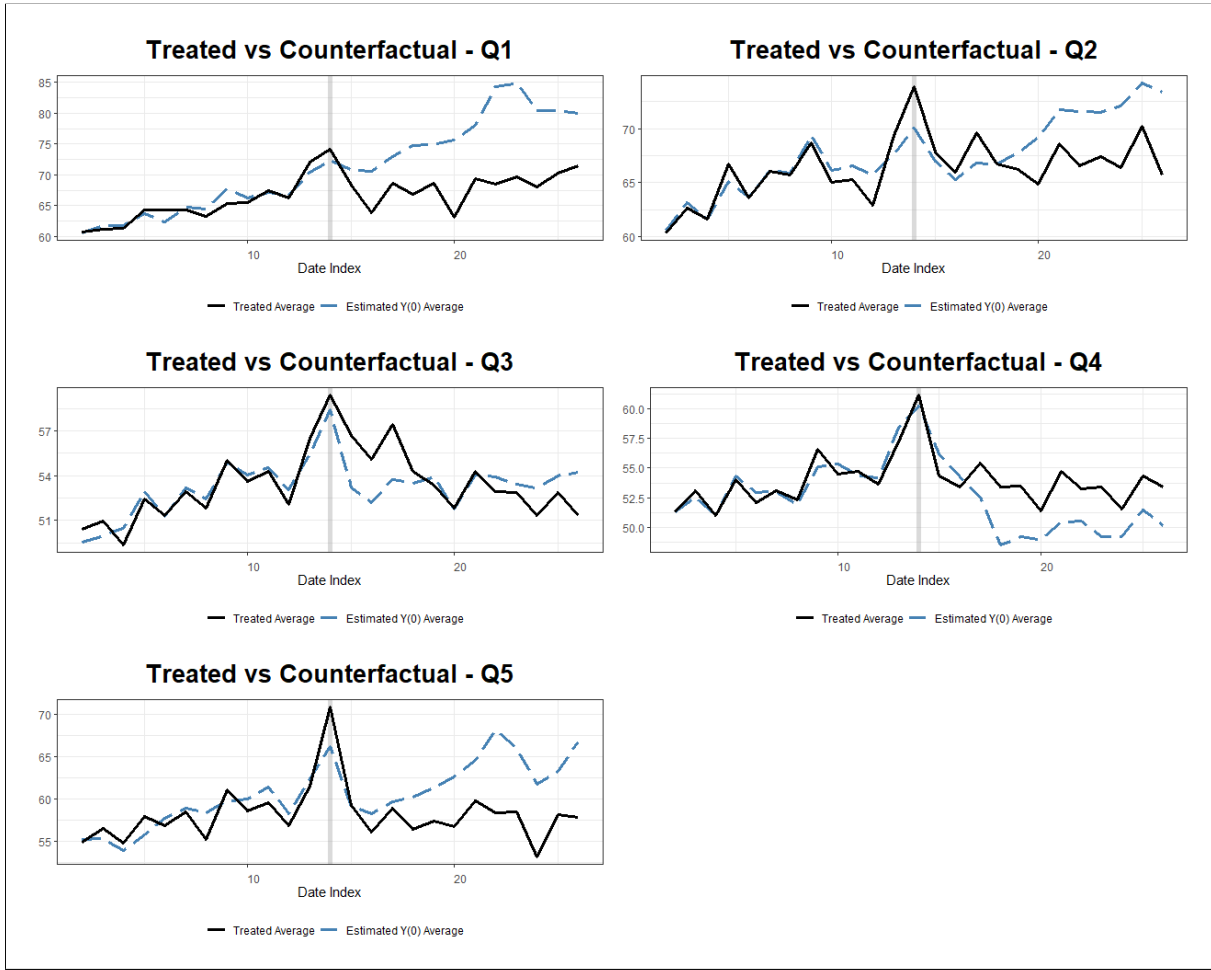 Treated vs Counterfactual - Q1
85
80
75
70
65
60
10 20
Date Index
Treated Average Estimated Y(0) Average
Treated vs Counterfactual - Q2
70
65
60
10 20
Date Index
Treated Average Estimated Y(0) Average
Treated vs Counterfactual - Q3
57
54
51
10 20
Date Index
Treated Average Estimated Y(0) Average
Treated vs Counterfactual - Q4
60.0
57.5
55.0
52.5
50.0
10 20
Date Index
Treated Average Estimated Y(0) Average
Treated vs Counterfactual - Q5
70
65
60
55
10 20
Date Index
Treated Average Estimated Y(0) Average